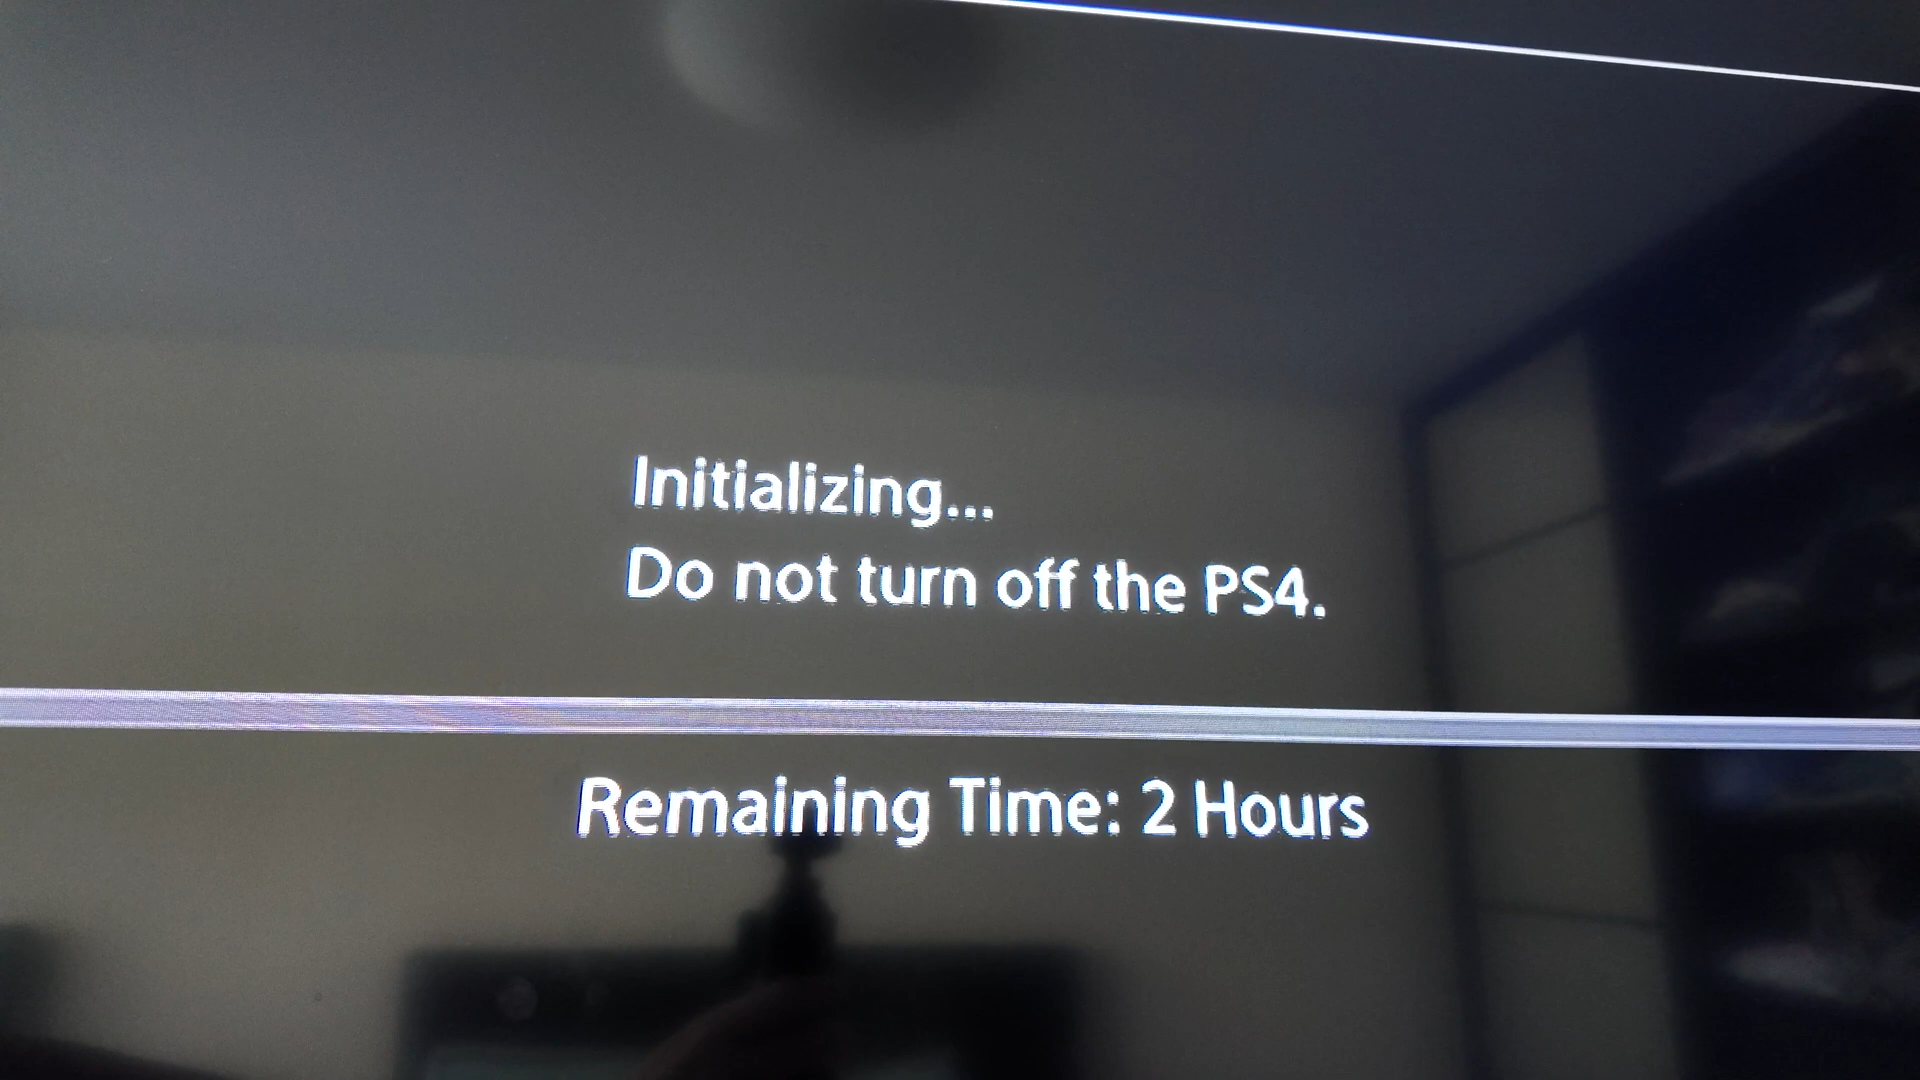 Initializing...
Do not turn off the PS4.
Remaining Time: 2 Hours